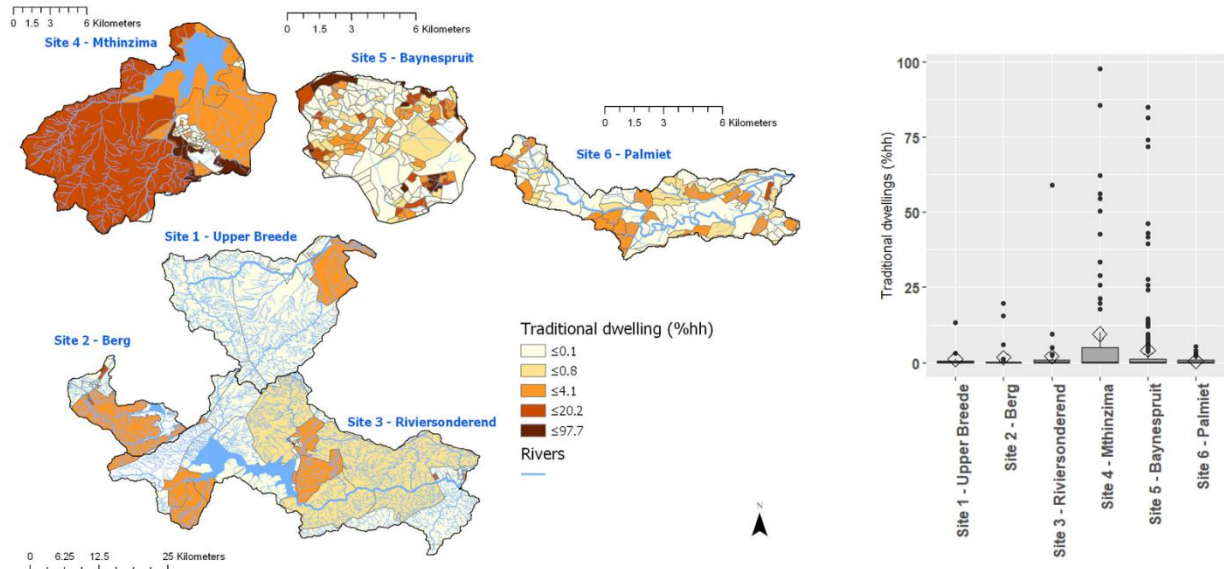 0 1.5 3 6 Kilometers
0 1.5 3 6 Kilometers
Site 4 - Mthinzima
Site 5 - Baynespruit
0 1.5 3 6 Kilometers
Site 6 - Palmiet
Site 1 - Upper Breede
Site 2 - Berg
Site 3 - Riviersonderend
0 6.25 12.5 25 Kilometers
Traditional dwelling (%hh)
≤0.1
≤0.8
≤4.1
≤20.2
≤97.7
Rivers
N
Traditional dwellings (%hh)
100
75
50
25
0
Site 1 - Upper Breede
Site 2 - Berg
Site 3 - Riviersonderend
Site 4 - Mthinzima
Site 5 - Baynespruit
Site 6 - Palmiet